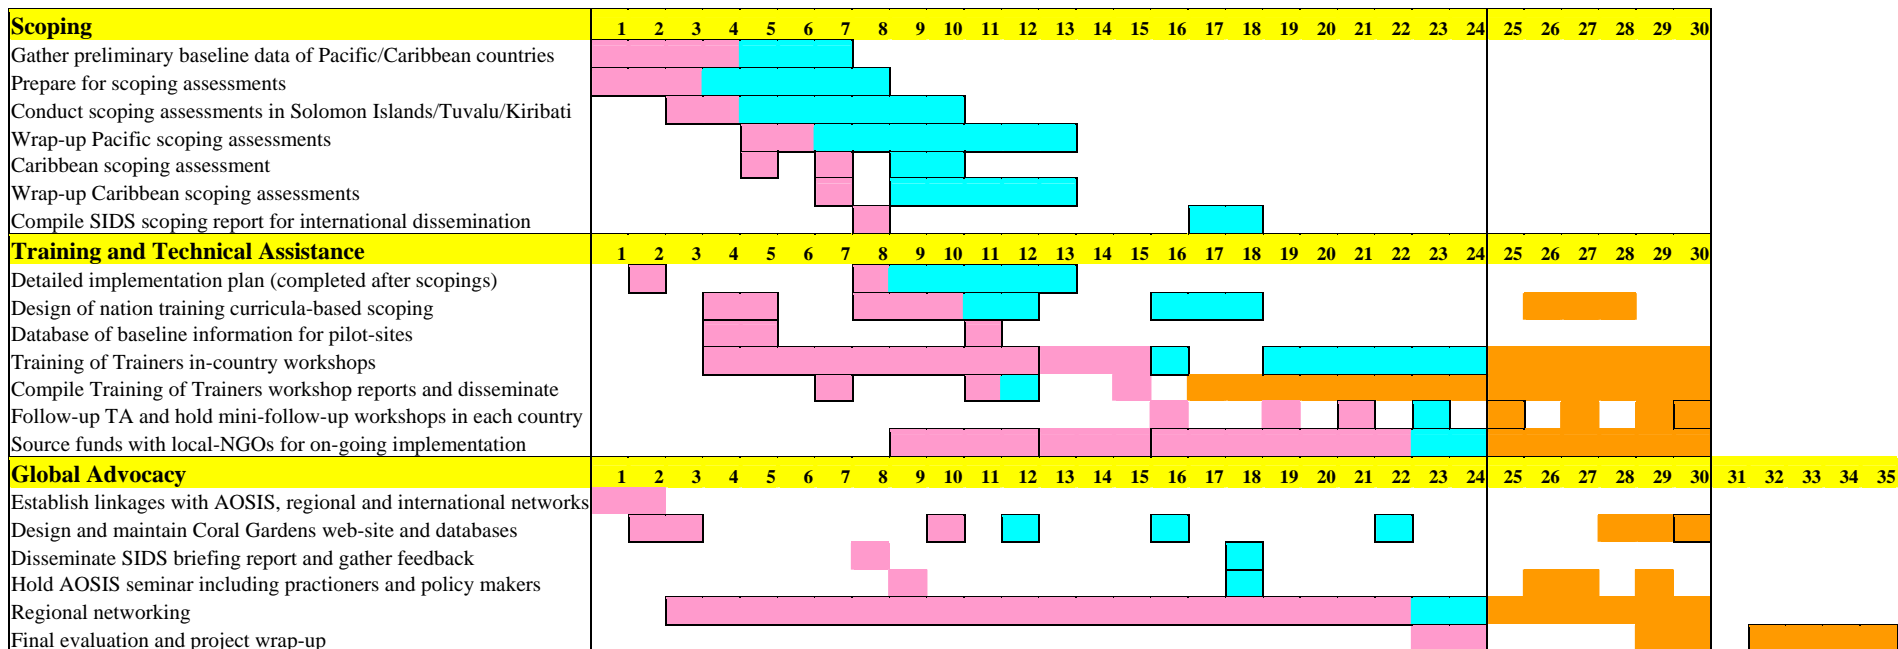 Scoping 1 2 3 4 5 6 7 8 9 10 11 12 13 14 15 16 17 18 19 20 21 22 23 24 25 26 27 28 29 30
Gather preliminary baseline data of Pacific/Caribbean countries
Prepare for scoping assessments
Conduct scoping assessments in Solomon Islands/Tuvalu/Kiribati
Wrap-up Pacific scoping assessments
Caribbean scoping assessment
Wrap-up Caribbean scoping assessments
Compile SIDS scoping report for international dissemination
Training and Technical Assistance 1 2 3 4 5 6 7 8 9 10 11 12 13 14 15 16 17 18 19 20 21 22 23 24 25 26 27 28 29 30
Detailed implementation plan (completed after scopings)
Design of nation training curricula-based scoping
Database of baseline information for pilot-sites
Training of Trainers in-country workshops
Compile Training of Trainers workshop reports and disseminate
Follow-up TA and hold mini-follow-up workshops in each country
Source funds with local-NGOs for on-going implementation
Global Advocacy 1 2 3 4 5 6 7 8 9 10 11 12 13 14 15 16 17 18 19 20 21 22 23 24 25 26 27 28 29 30 31 32 33 34 35
Establish linkages with AOSIS, regional and international networks
Design and maintain Coral Gardens web-site and databases
Disseminate SIDS briefing report and gather feedback
Hold AOSIS seminar including practioners and policy makers
Regional networking
Final evaluation and project wrap-up